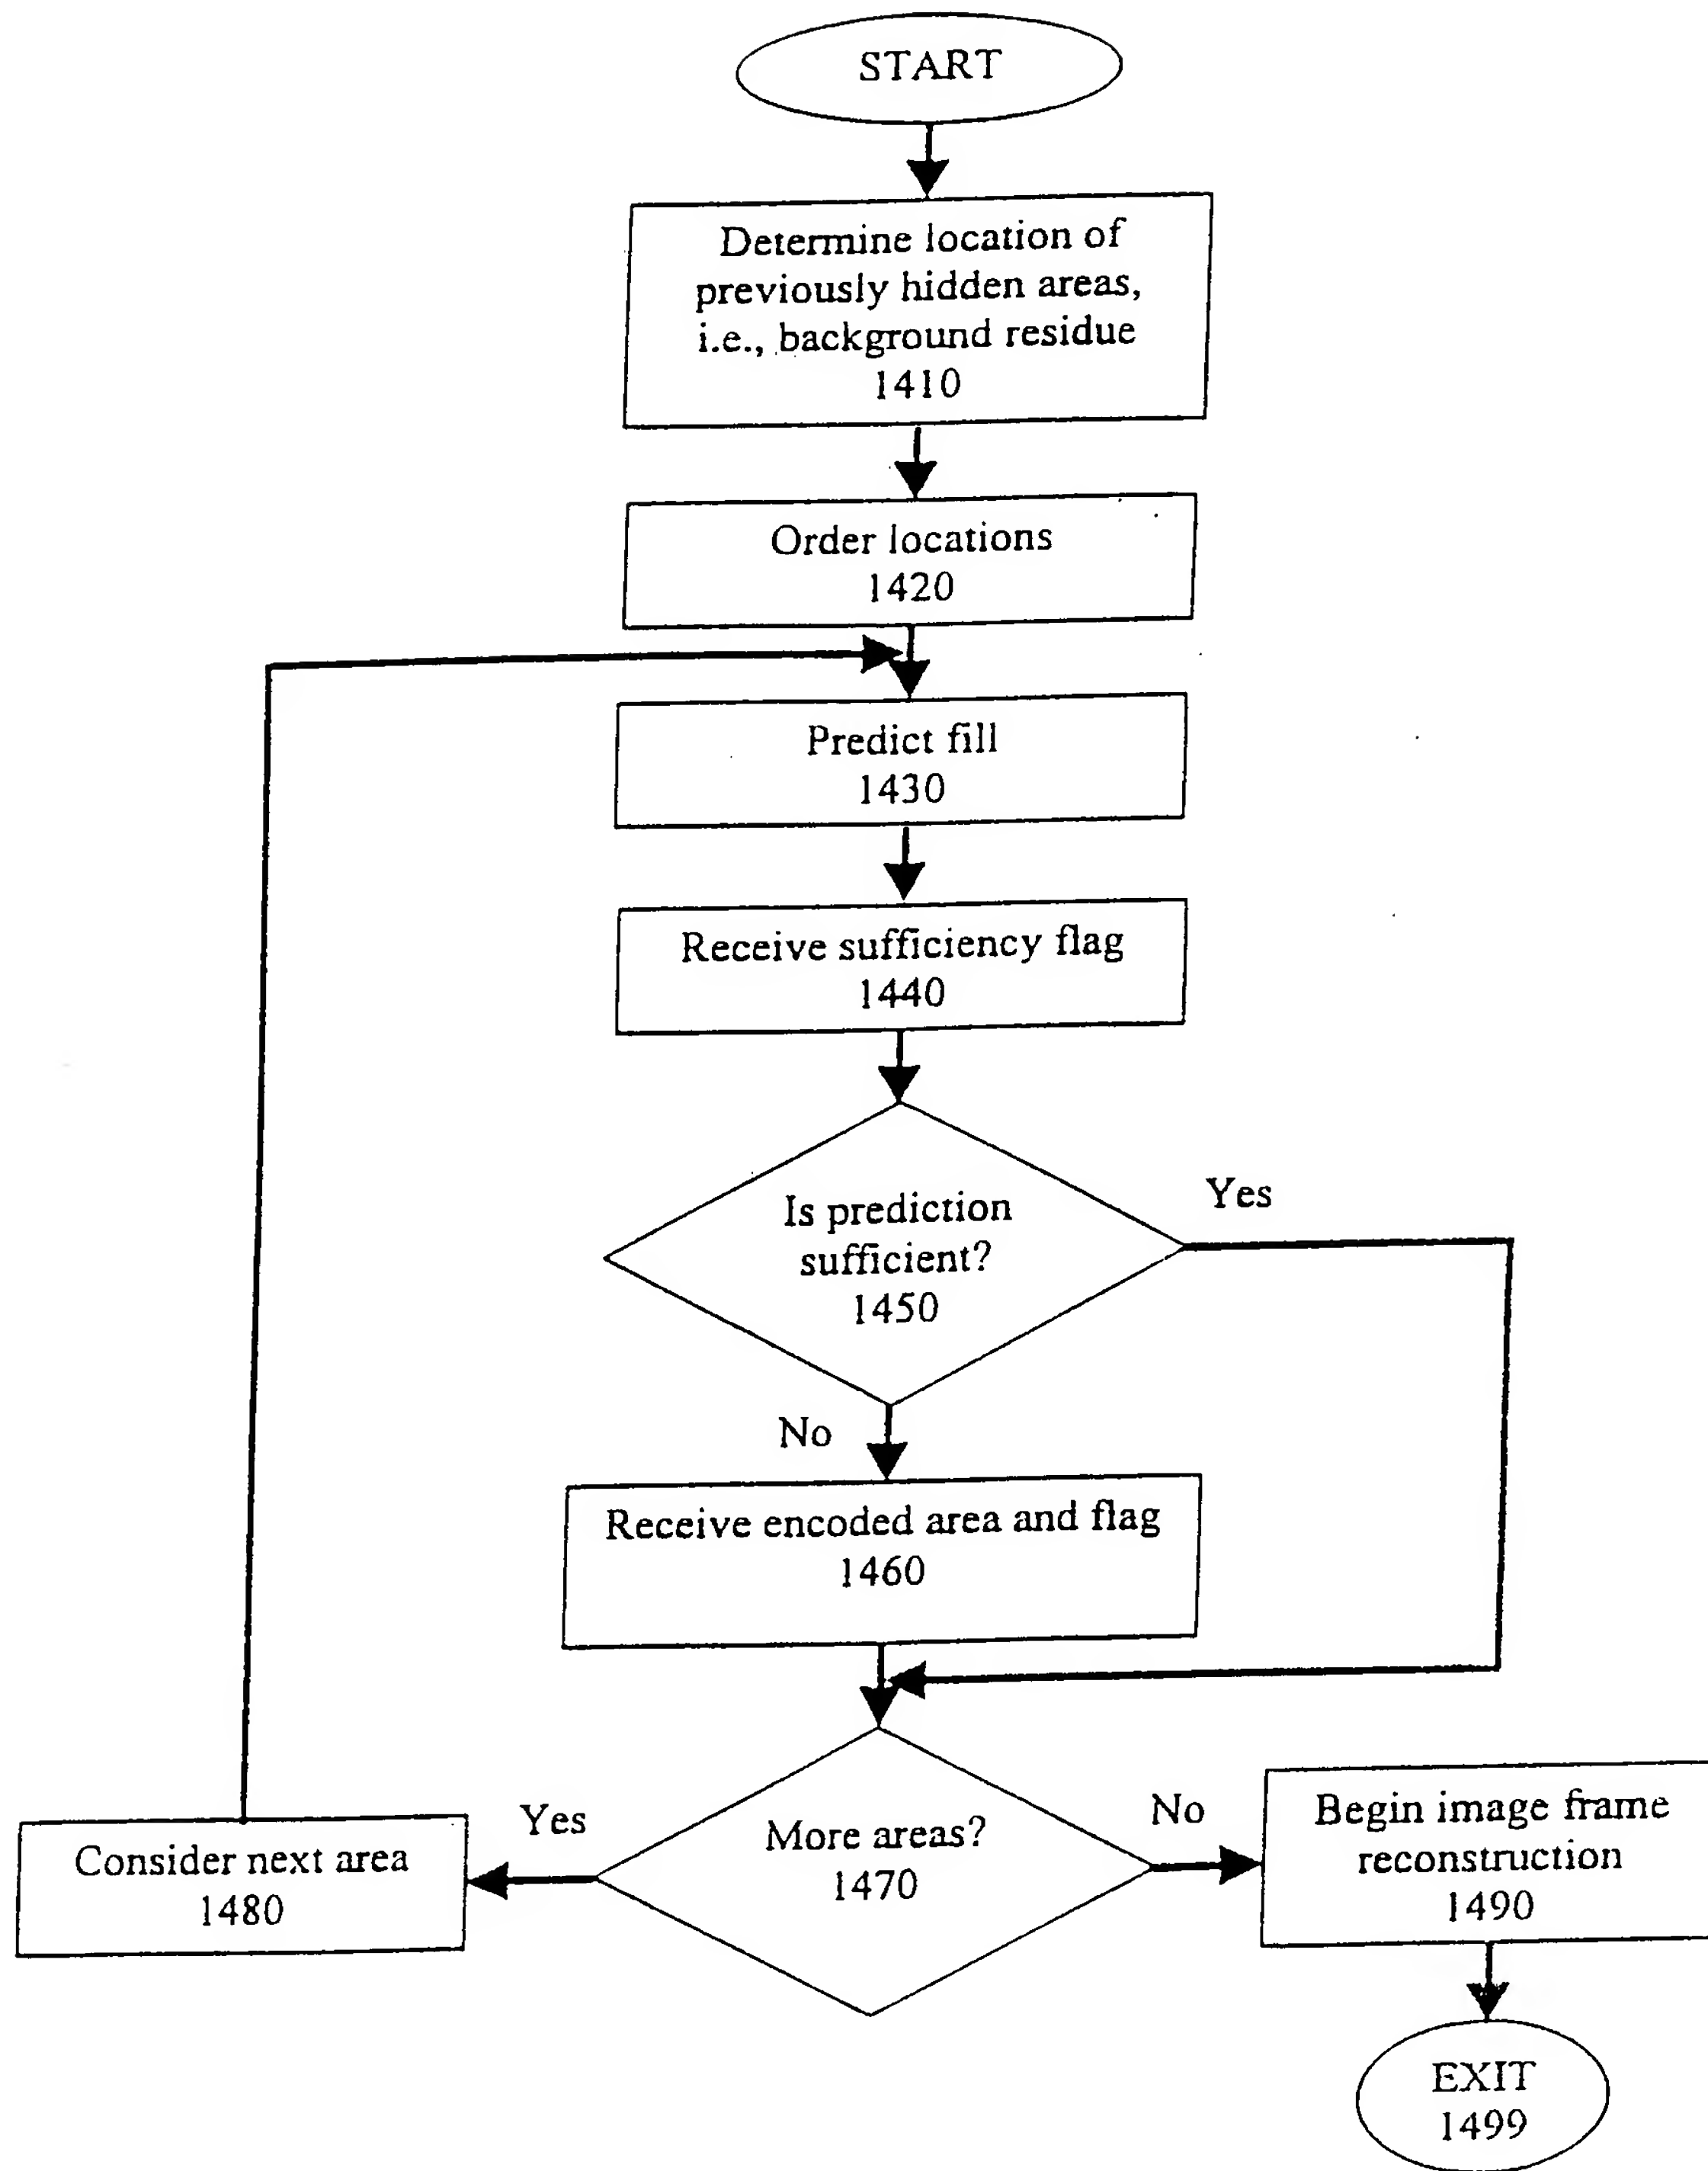 START
Determine location of
previously hidden areas,
i.e., background residue
1410
Order locations
1420
Predict fill
1430
Receive sufficiency flag
1440
Is prediction
sufficient?
1450
Yes
No
Receive encoded area and flag
1460
More areas?
1470
Yes
No
Consider next area
1480
Begin image frame
reconstruction
1490
EXIT
1499